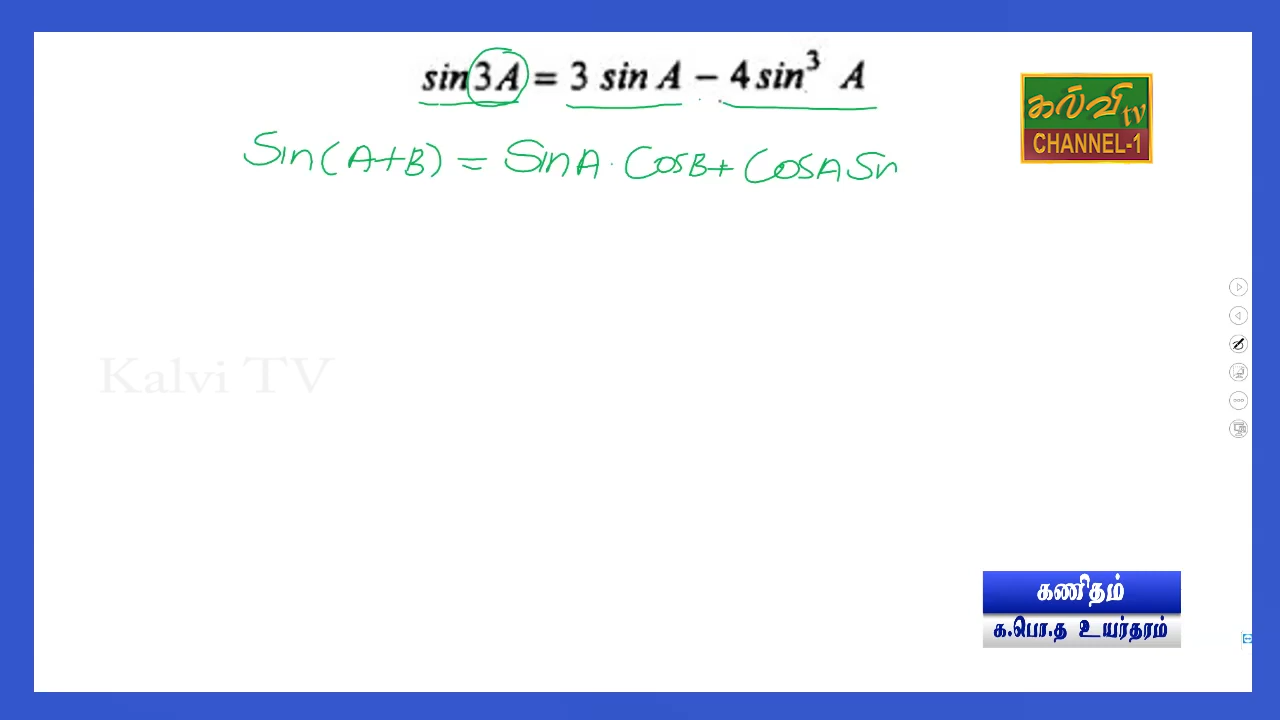 sin3A = 3 sin A − 4 sin³ A
Sin(A+B) = SinA · CosB + CosA Sn
கல்வி tv
CHANNEL-1
Kalvi TV
கணிதம்
க.பொ.த உயர்தரம்